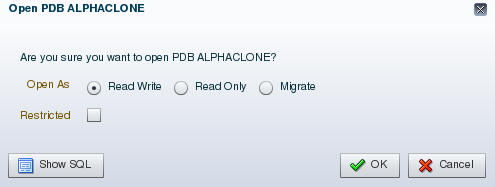 Open PDB ALPHACLONE
Are you sure you want to open PDB ALPHACLONE?
Open As Read Write Read Only Migrate
Restricted
Show SQL OK Cancel